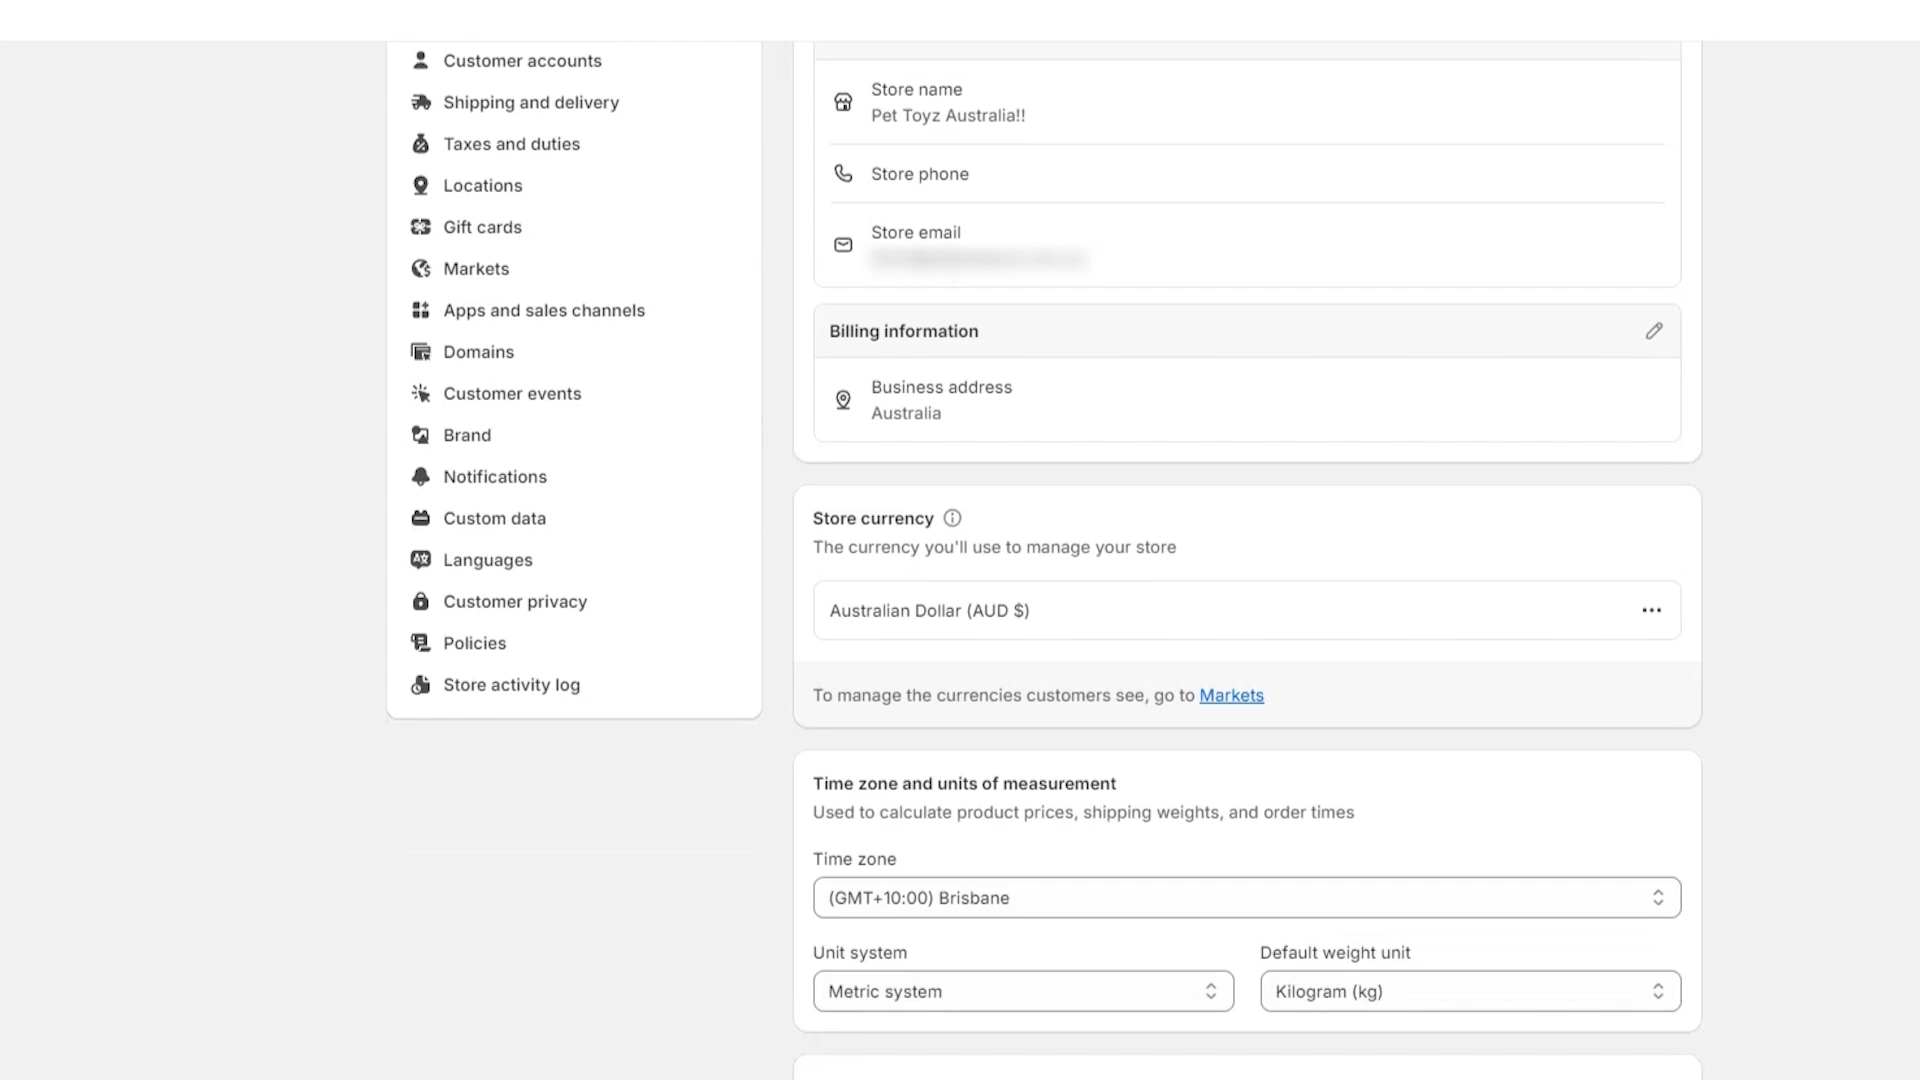 Customer accounts
Shipping and delivery
Taxes and duties
Locations
Gift cards
Markets
Apps and sales channels
Domains
Customer events
Brand
Notifications
Custom data
Languages
Customer privacy
Policies
Store activity log
Store name
Pet Toyz Australia!!
Store phone
Store email
Billing information
Business address
Australia
Store currency
The currency you'll use to manage your store
Australian Dollar (AUD $)
To manage the currencies customers see, go to Markets
Time zone and units of measurement
Used to calculate product prices, shipping weights, and order times
Time zone
(GMT+10:00) Brisbane
Unit system
Default weight unit
Metric system
Kilogram (kg)